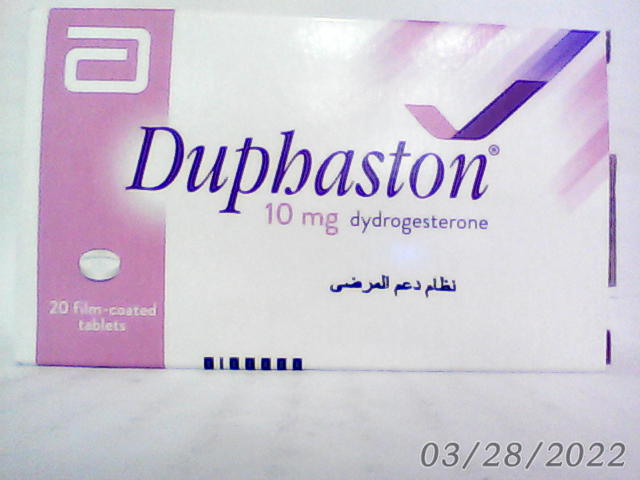 Duphaston®
10 mg dydrogesterone
نظام دعم المرضى
20 film-coated
tablets
03/28/2022